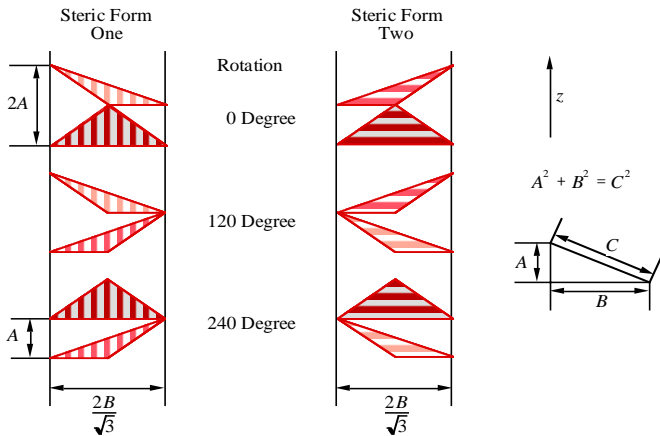 Steric Form
One
Steric Form
Two
Rotation
2A
0 Degree
z
A² + B² = C²
120 Degree
C
A
B
A
240 Degree
2B
√3
2B
√3